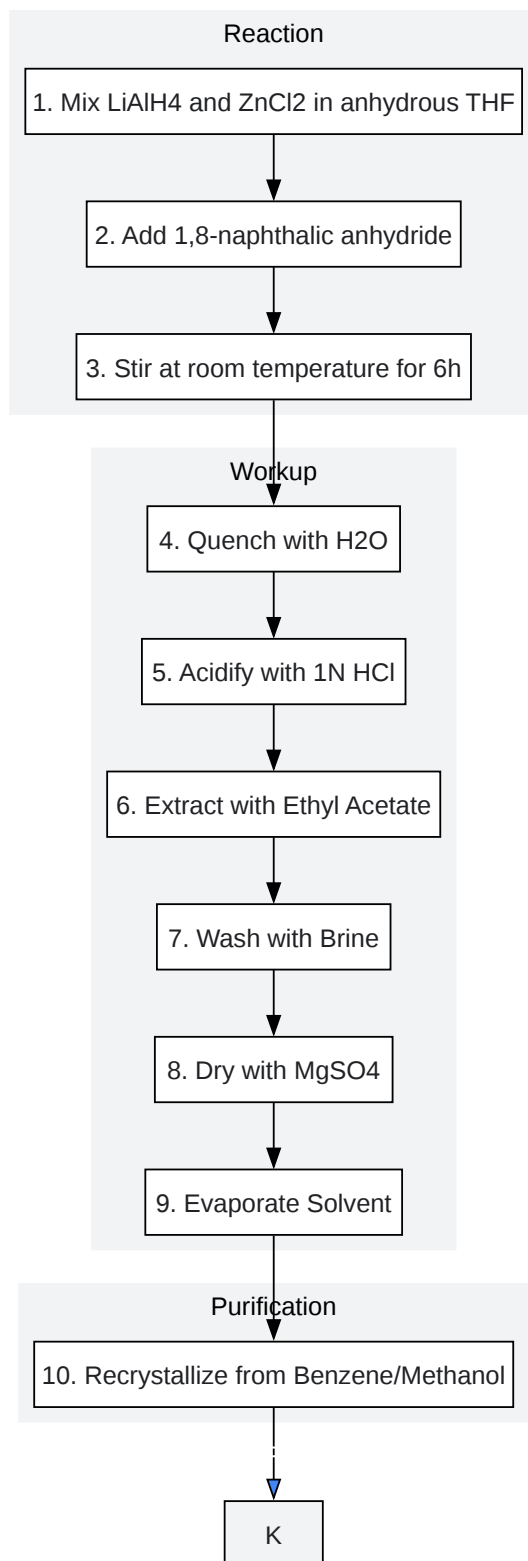 Reaction
1. Mix LiAlH4 and ZnCl2 in anhydrous THF
2. Add 1,8-naphthalic anhydride
3. Stir at room temperature for 6h
Workup
4. Quench with H2O
5. Acidify with 1N HCl
6. Extract with Ethyl Acetate
7. Wash with Brine
8. Dry with MgSO4
9. Evaporate Solvent
Purification
10. Recrystallize from Benzene/Methanol
K